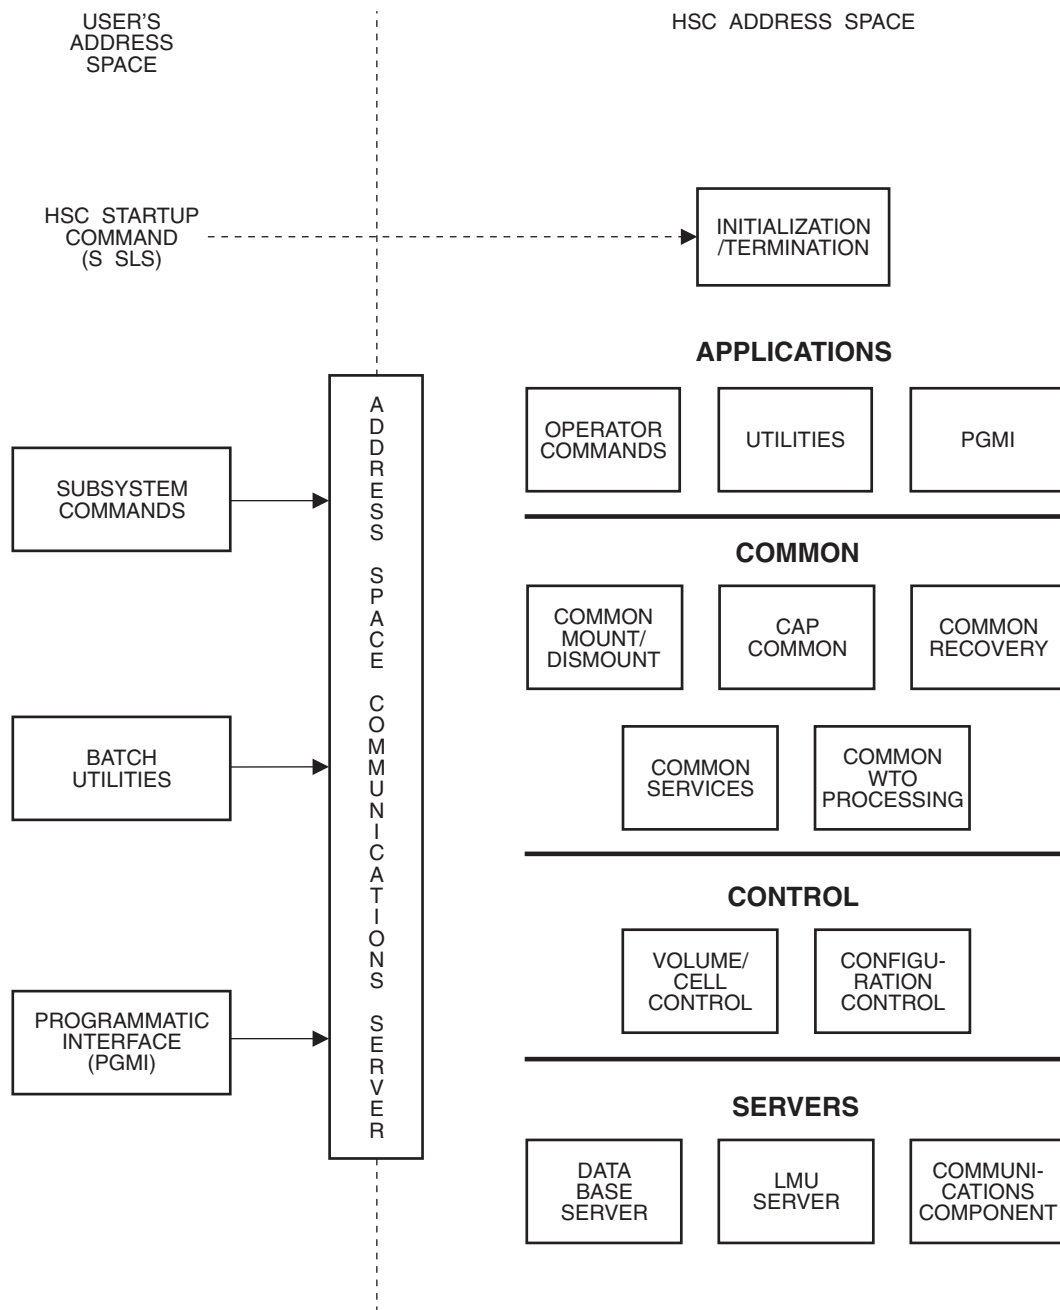 USER'S
ADDRESS
SPACE
HSC ADDRESS SPACE
HSC STARTUP
COMMAND
(S SLS)
INITIALIZATION
/TERMINATION
ADDRESS SPACE COMMUNICATIONS SERVER
SUBSYSTEM
COMMANDS
BATCH
UTILITIES
PROGRAMMATIC
INTERFACE
(PGMI)
APPLICATIONS
OPERATOR
COMMANDS
UTILITIES
PGMI
COMMON
COMMON
MOUNT/
DISMOUNT
CAP
COMMON
COMMON
RECOVERY
COMMON
SERVICES
COMMON
WTO
PROCESSING
CONTROL
VOLUME/
CELL
CONTROL
CONFIGU-
RATION
CONTROL
SERVERS
DATA
BASE
SERVER
LMU
SERVER
COMMUNI-
CATIONS
COMPONENT